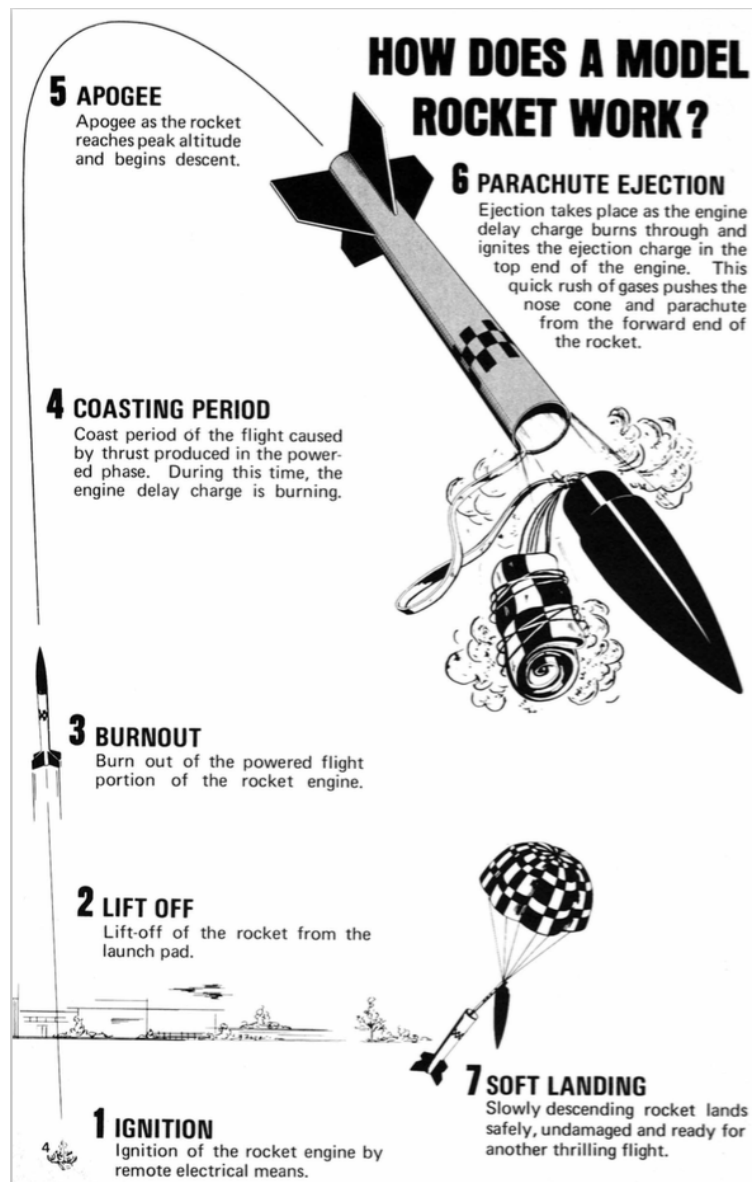 HOW DOES A MODEL
ROCKET WORK?
5 APOGEE
Apogee as the rocket
reaches peak altitude
and begins descent.
6 PARACHUTE EJECTION
Ejection takes place as the engine
delay charge burns through and
ignites the ejection charge in the
top end of the engine. This
quick rush of gases pushes the
nose cone and parachute
from the forward end of
the rocket.
4 COASTING PERIOD
Coast period of the flight caused
by thrust produced in the power-
ed phase. During this time, the
engine delay charge is burning.
3 BURNOUT
Burn out of the powered flight
portion of the rocket engine.
2 LIFT OFF
Lift-off of the rocket from the
launch pad.
7 SOFT LANDING
Slowly descending rocket lands
safely, undamaged and ready for
another thrilling flight.
1 IGNITION
Ignition of the rocket engine by
remote electrical means.
4